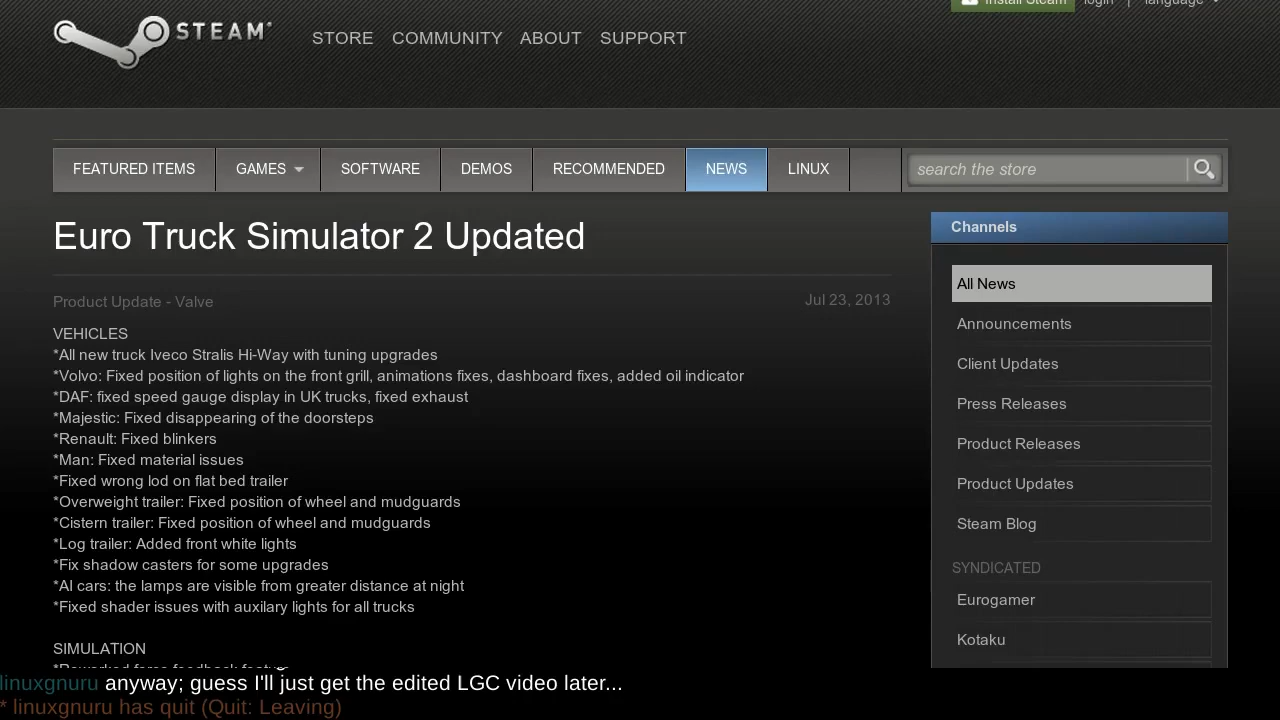 Install Steam login | language
STEAM
STORE COMMUNITY ABOUT SUPPORT
FEATURED ITEMS GAMES SOFTWARE DEMOS RECOMMENDED NEWS LINUX search the store
Euro Truck Simulator 2 Updated
Product Update - Valve Jul 23, 2013
VEHICLES
*All new truck Iveco Stralis Hi-Way with tuning upgrades
*Volvo: Fixed position of lights on the front grill, animations fixes, dashboard fixes, added oil indicator
*DAF: fixed speed gauge display in UK trucks, fixed exhaust
*Majestic: Fixed disappearing of the doorsteps
*Renault: Fixed blinkers
*Man: Fixed material issues
*Fixed wrong lod on flat bed trailer
*Overweight trailer: Fixed position of wheel and mudguards
*Cistern trailer: Fixed position of wheel and mudguards
*Log trailer: Added front white lights
*Fix shadow casters for some upgrades
*AI cars: the lamps are visible from greater distance at night
*Fixed shader issues with auxilary lights for all trucks
SIMULATION
*Reworked force feedback feature
Channels
All News
Announcements
Client Updates
Press Releases
Product Releases
Product Updates
Steam Blog
SYNDICATED
Eurogamer
Kotaku
linuxgnuru anyway; guess I'll just get the edited LGC video later...
* linuxgnuru has quit (Quit: Leaving)